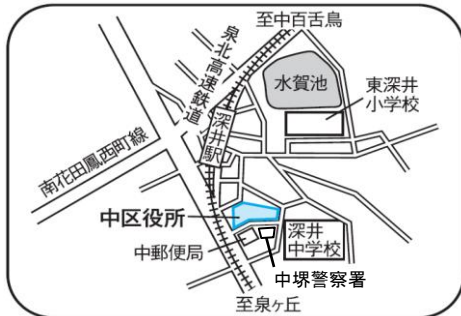 至中百舌鳥
泉北高速鉄道
水賀池
東深井
小学校
深井駅
南花田鳳西町線
中区役所
深井
中学校
中郵便局
中堺警察署
至泉ヶ丘